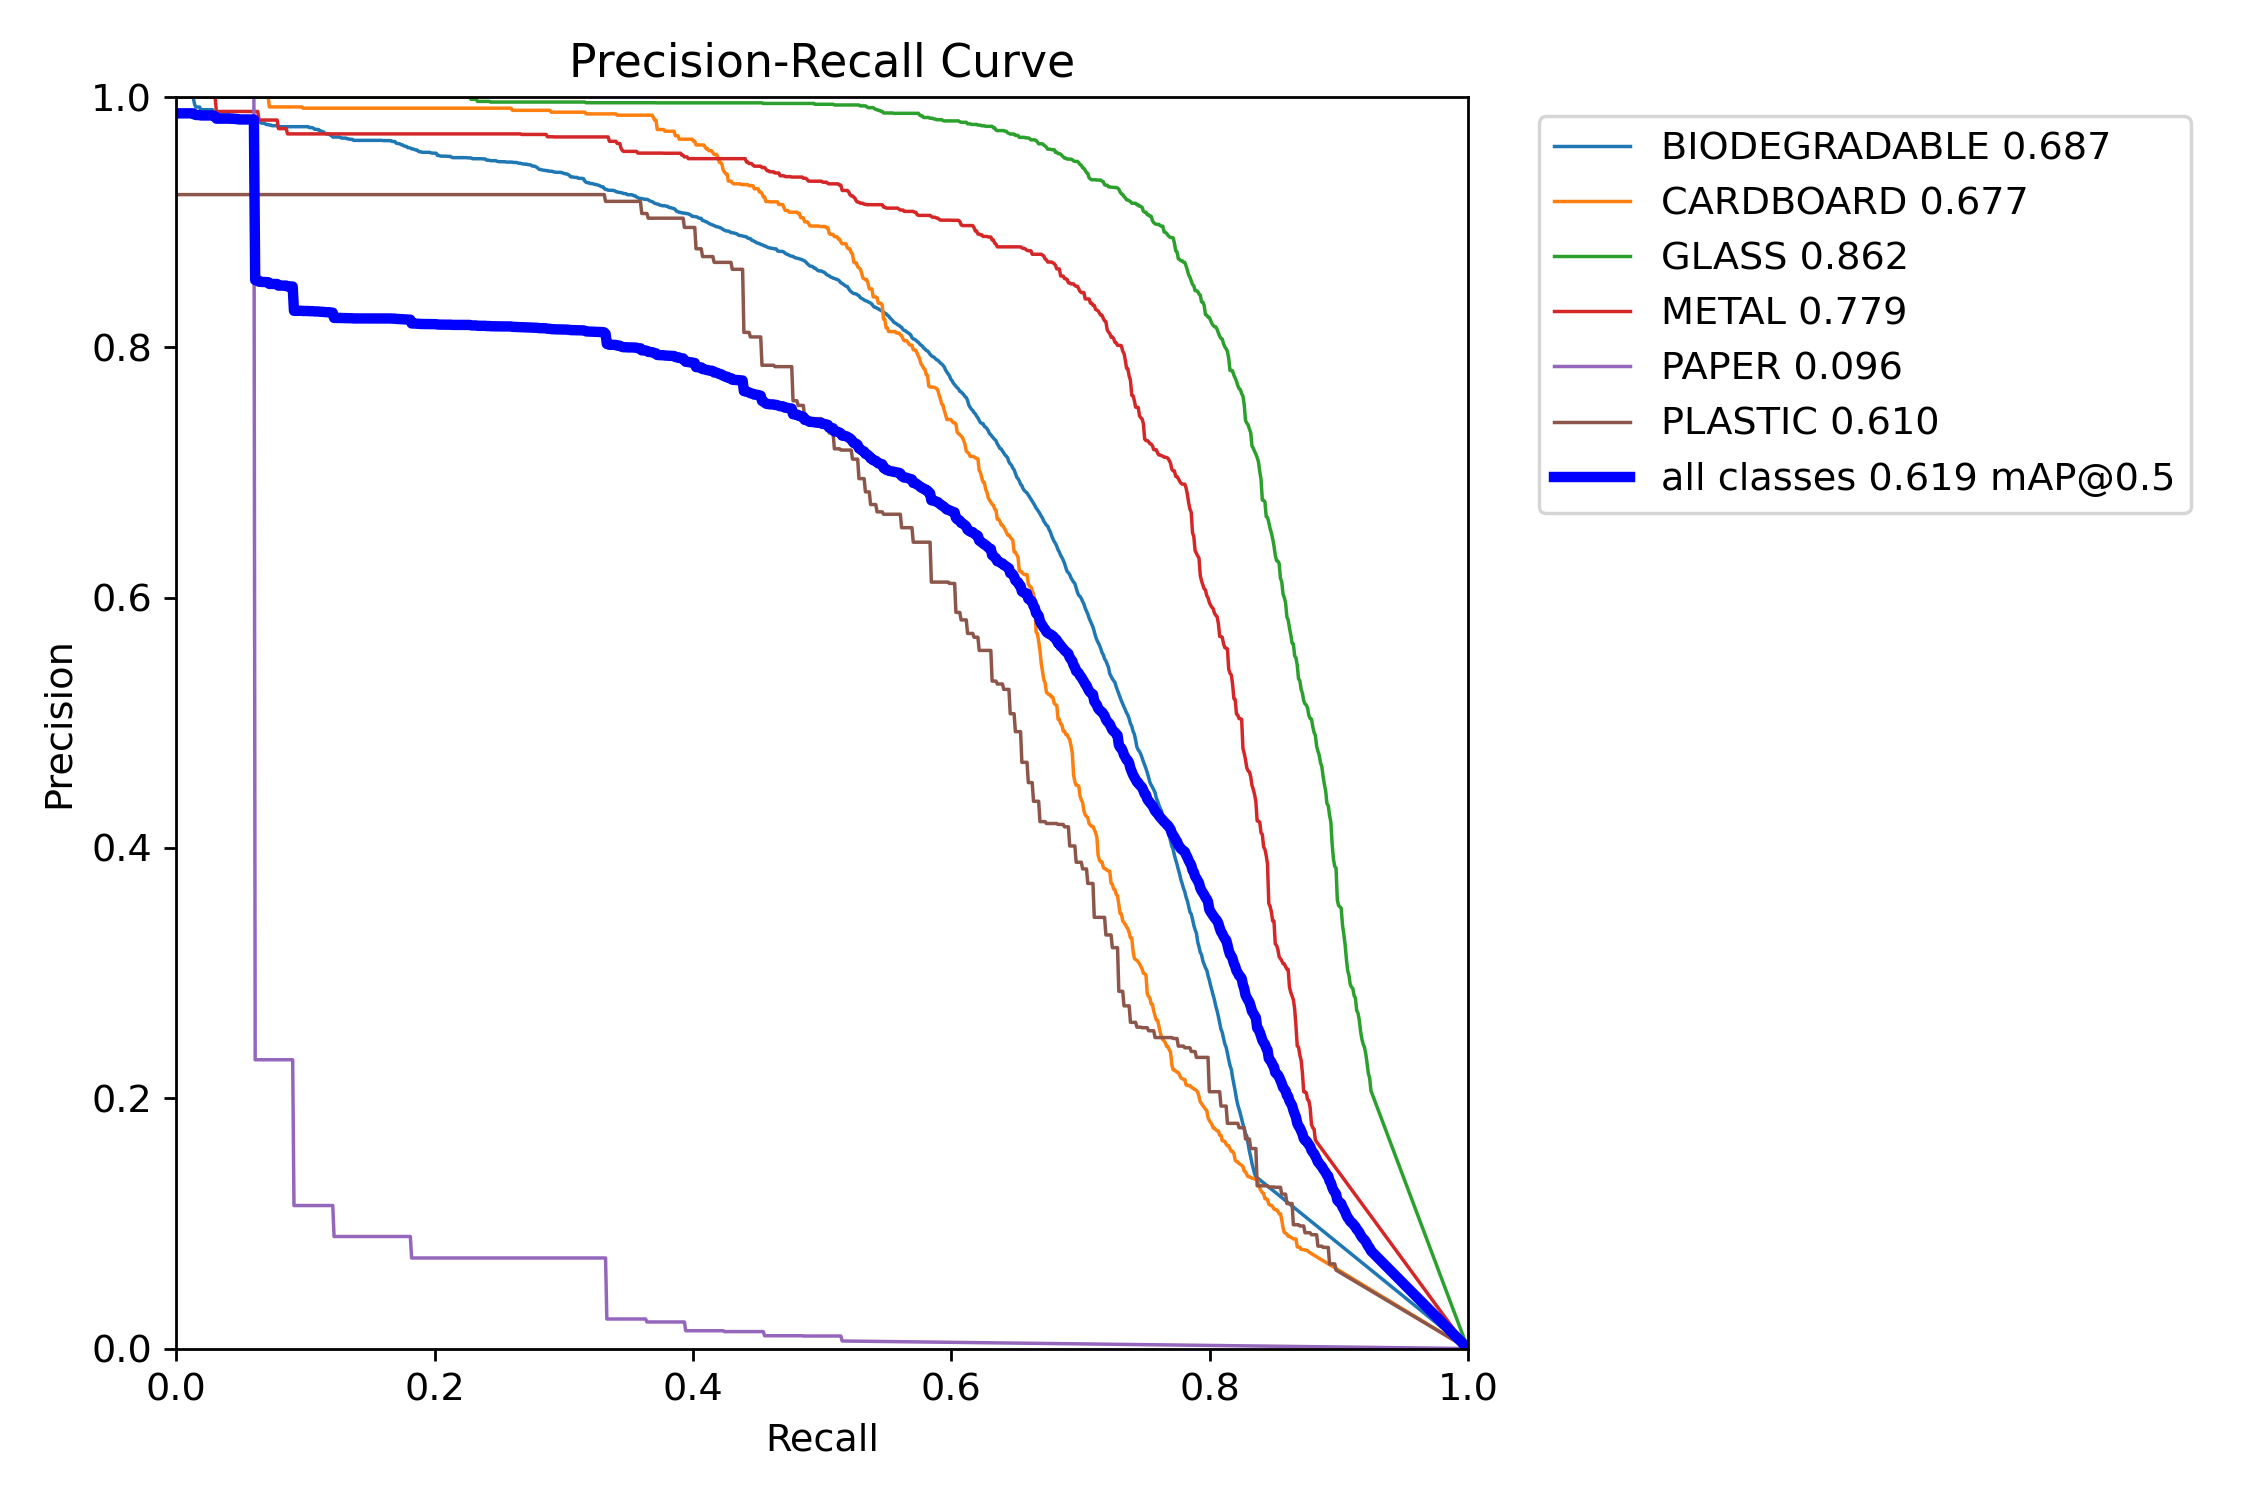 Precision-Recall Curve
1.0
0.8
0.6
0.4
0.2
0.0
Precision
0.0 0.2 0.4 0.6 0.8 1.0
Recall
BIODEGRADABLE 0.687
CARDBOARD 0.677
GLASS 0.862
METAL 0.779
PAPER 0.096
PLASTIC 0.610
all classes 0.619 mAP@0.5